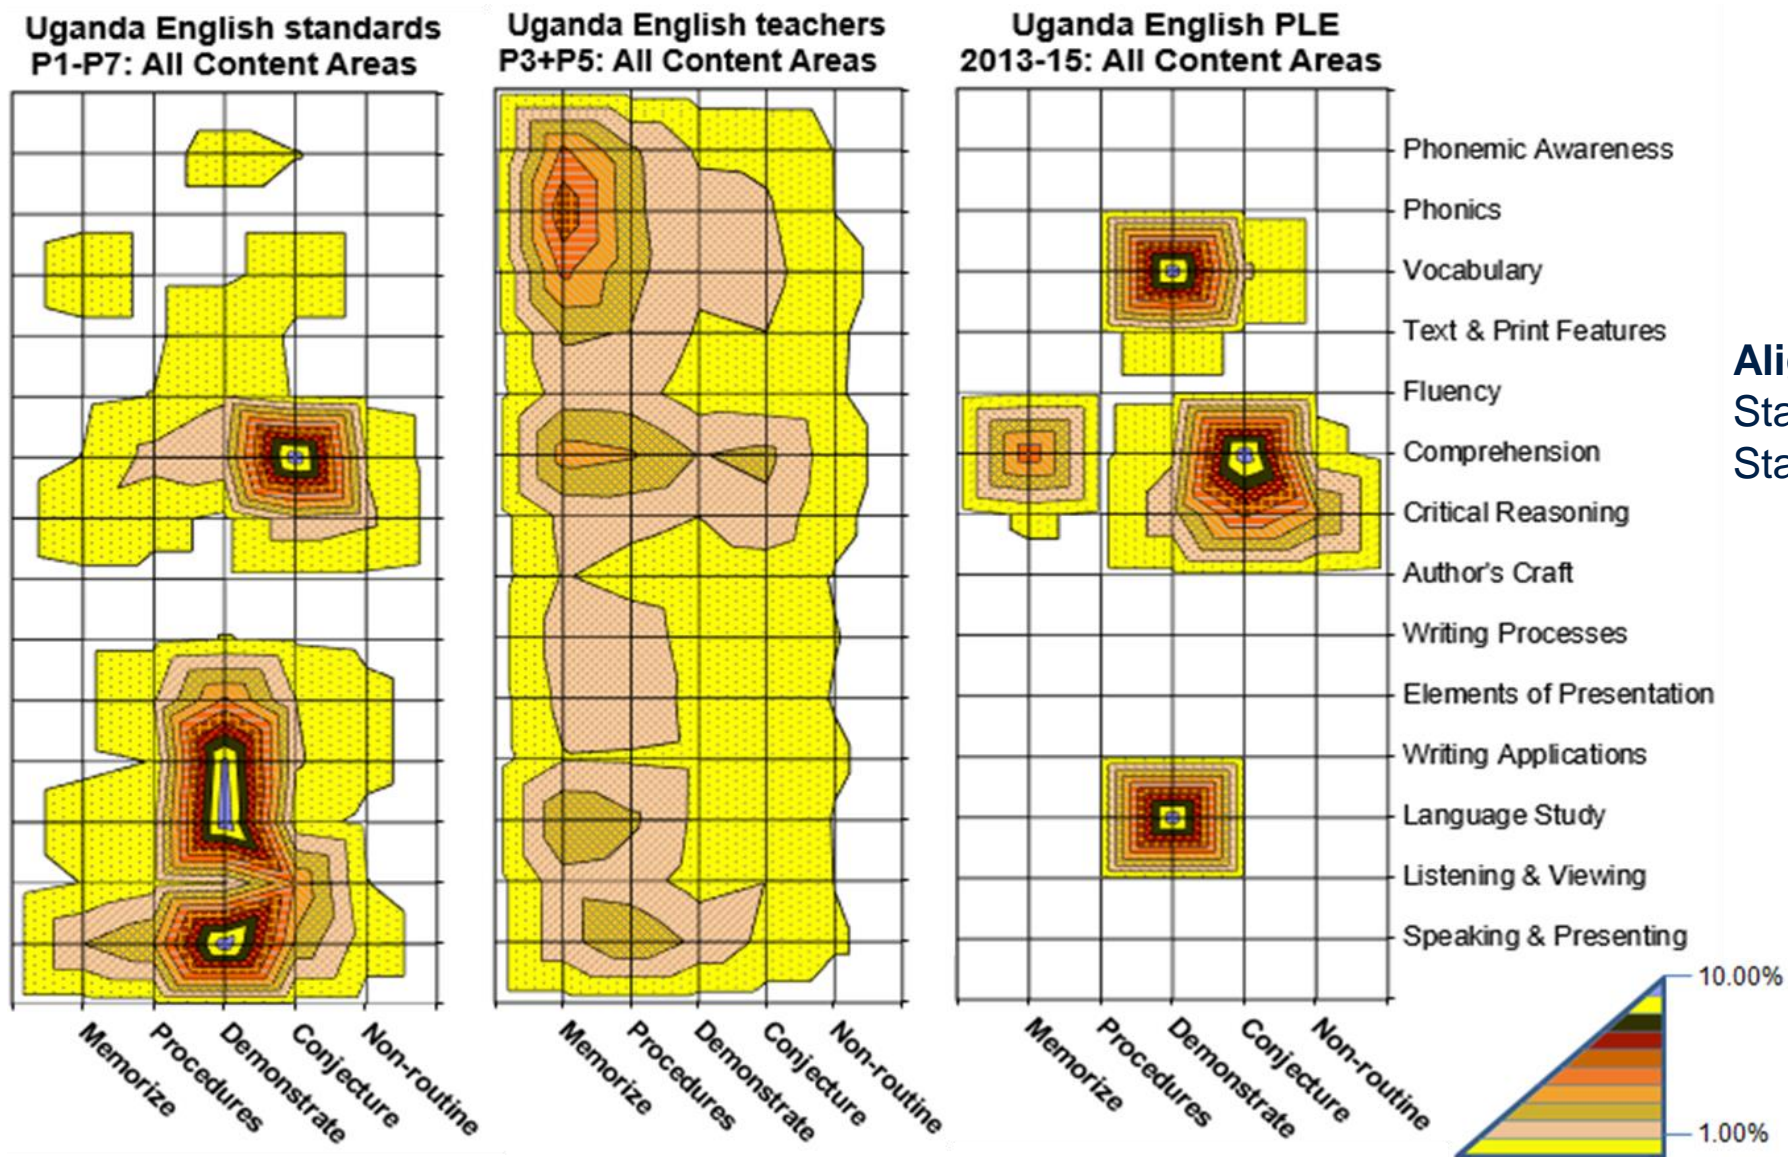 Uganda English standards
P1-P7: All Content Areas
Uganda English teachers
P3+P5: All Content Areas
Uganda English PLE
2013-15: All Content Areas
Phonemic Awareness
Phonics
Vocabulary
Text & Print Features
Fluency
Comprehension
Critical Reasoning
Author's Craft
Writing Processes
Elements of Presentation
Writing Applications
Language Study
Listening & Viewing
Speaking & Presenting
Memorize
Procedures
Demonstrate
Conjecture
Non-routine
Memorize
Procedures
Demonstrate
Conjecture
Non-routine
Memorize
Procedures
Demonstrate
Conjecture
Non-routine
10.00%
1.00%